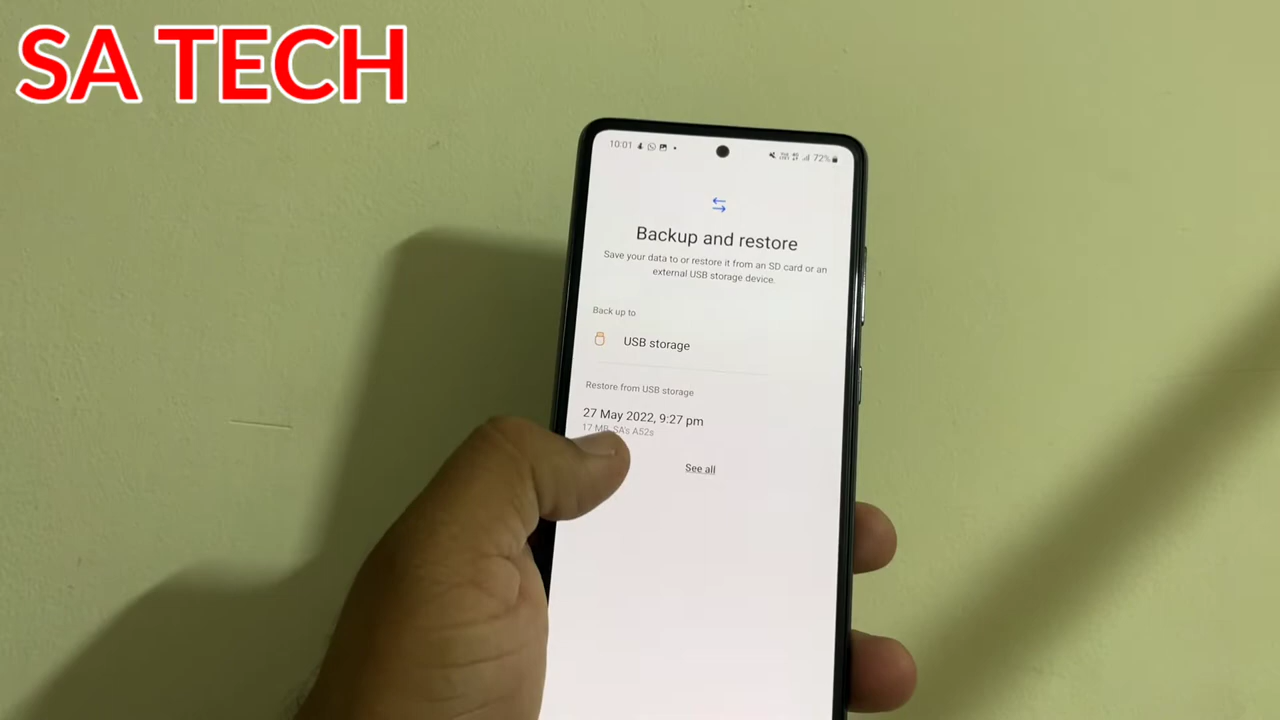 SA TECH
10:01
72%
Backup and restore
Save your data to or restore it from an SD card or an
external USB storage device.
Back up to
USB storage
Restore from USB storage
27 May 2022, 9:27 pm
17 MB, SA's A52s
See all